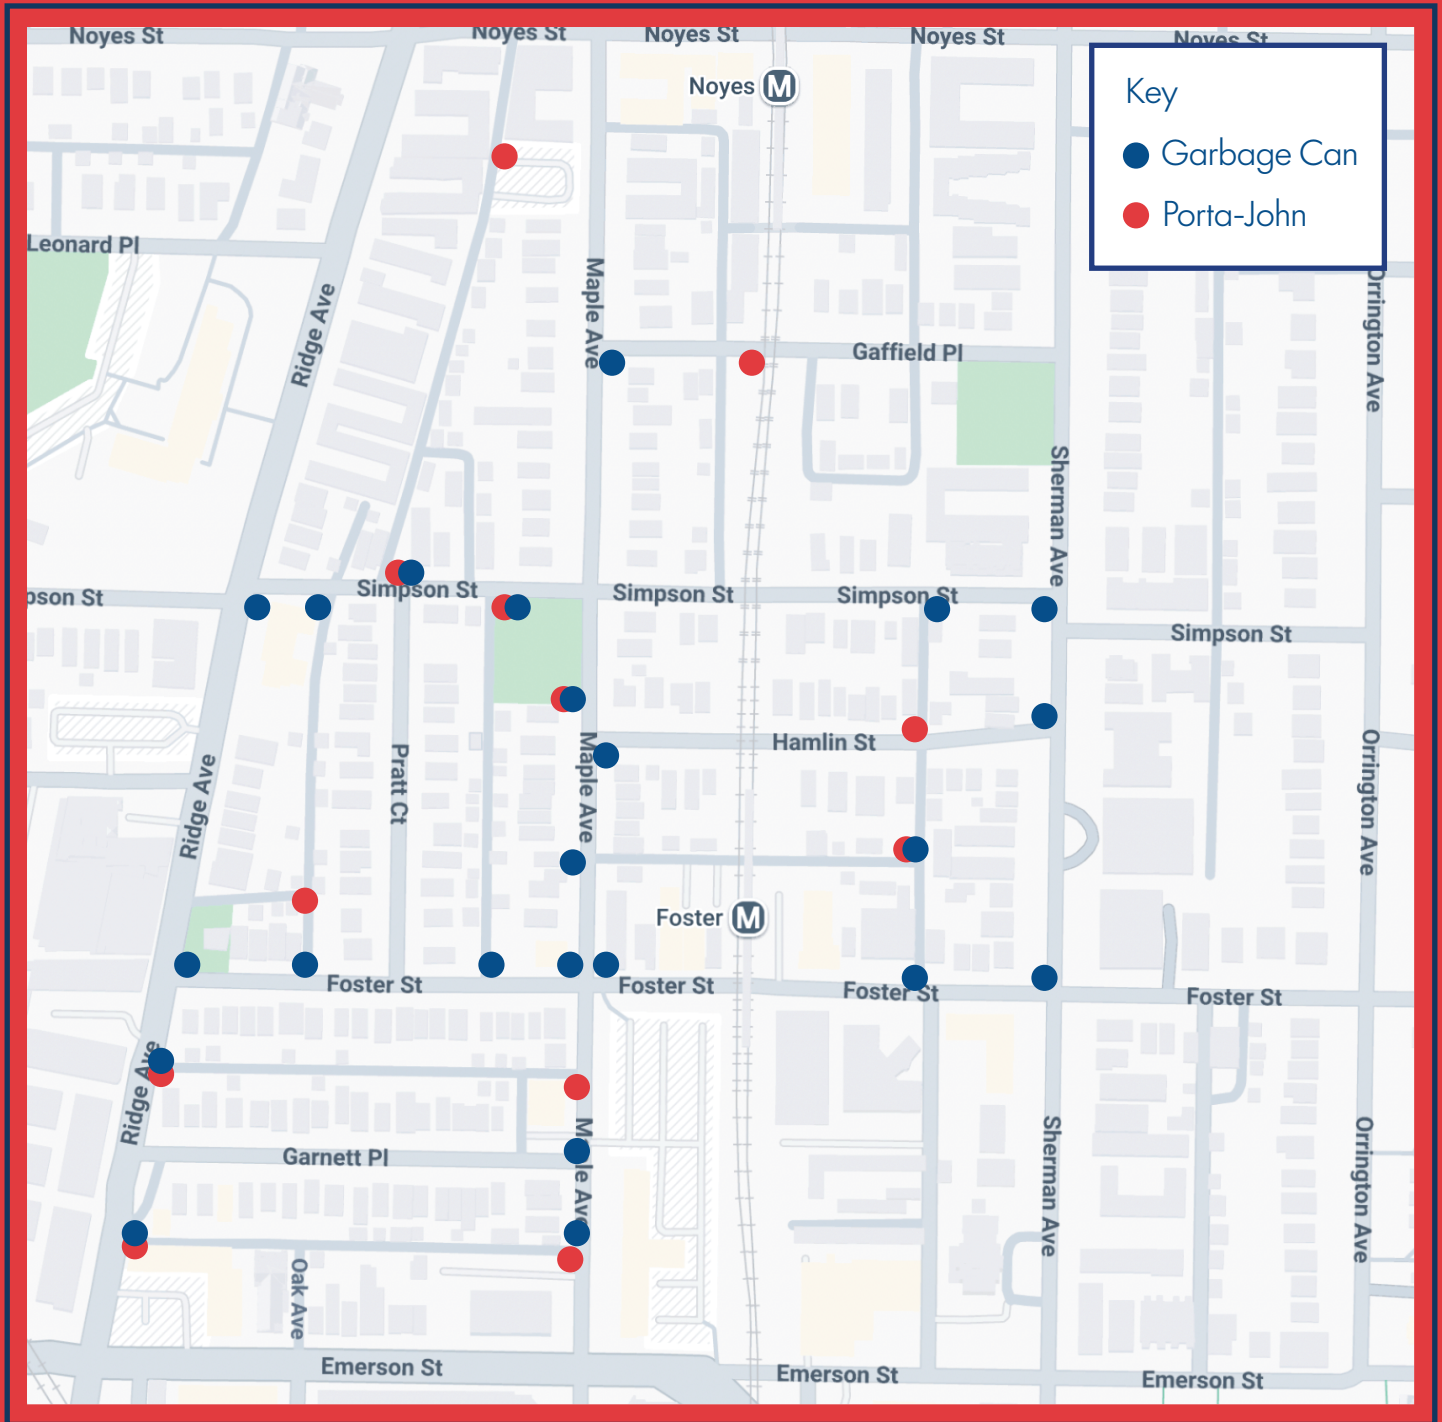 Noyes St
Noyes St
Noyes St
Noyes St
Noyes St
Noyes
M
Key
Garbage Can
Porta-John
Leonard Pl
Ridge Ave
Maple Ave
Gaffield Pl
Orrington Ave
Sherman Ave
pson St
Simpson St
Simpson St
Simpson St
Simpson St
Hamlin St
Maple Ave
Pratt Ct
Ridge Ave
Orrington Ave
Foster
M
Foster St
Foster St
Foster St
Foster St
Ridge Ave
Garnett Pl
M le Ave
Sherman Ave
Orrington Ave
Oak Ave
Emerson St
Emerson St
Emerson St